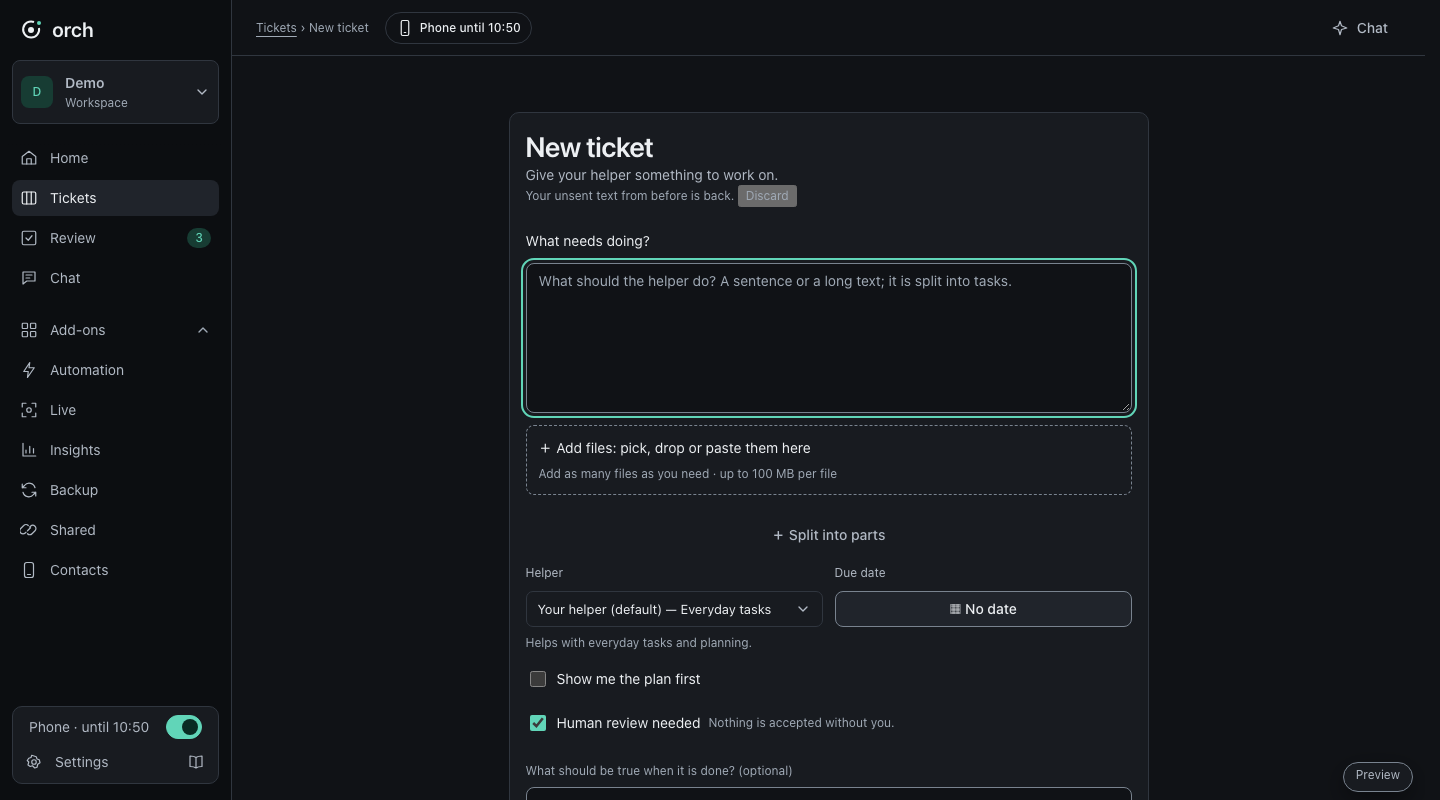 orch
Tickets › New ticket
Phone until 10:50
Chat
D
Demo
Workspace
Home
Tickets
Review
3
Chat
Add-ons
Automation
Live
Insights
Backup
Shared
Contacts
Phone · until 10:50
Settings
New ticket
Give your helper something to work on.
Your unsent text from before is back. Discard
What needs doing?
What should the helper do? A sentence or a long text; it is split into tasks.
+ Add files: pick, drop or paste them here
Add as many files as you need · up to 100 MB per file
+ Split into parts
Helper
Due date
Your helper (default) — Everyday tasks
No date
Helps with everyday tasks and planning.
Show me the plan first
Human review needed Nothing is accepted without you.
What should be true when it is done? (optional)
Preview